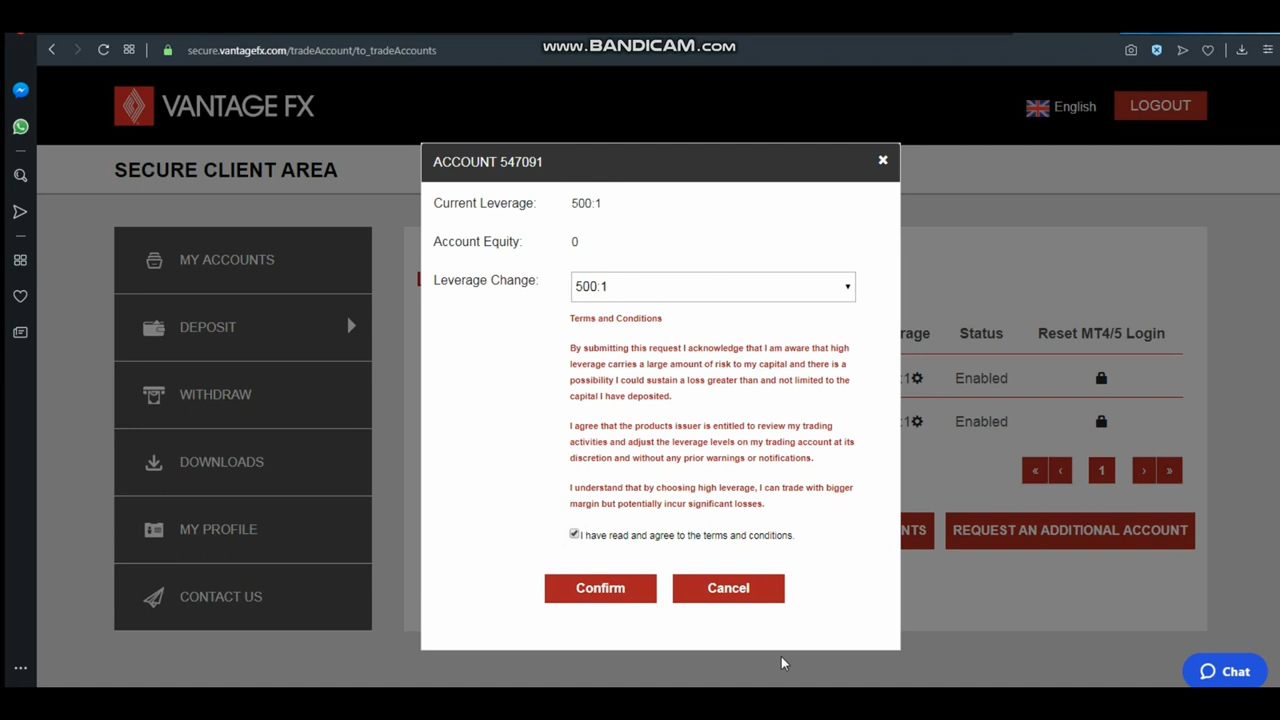 secure.vantagefx.com/tradeAccount/to_tradeAccounts
www.BANDICAM.com
VANTAGE FX
English
LOGOUT
SECURE CLIENT AREA
MY ACCOUNTS
DEPOSIT
WITHDRAW
DOWNLOADS
MY PROFILE
CONTACT US
ACCOUNT 547091
Current Leverage: 500:1
Account Equity: 0
Leverage Change: 500:1
Terms and Conditions
By submitting this request I acknowledge that I am aware that high
leverage carries a large amount of risk to my capital and there is a
possibility I could sustain a loss greater than and not limited to the
capital I have deposited.
I agree that the products issuer is entitled to review my trading
activities and adjust the leverage levels on my trading account at its
discretion and without any prior warnings or notifications.
I understand that by choosing high leverage, I can trade with bigger
margin but potentially incur significant losses.
I have read and agree to the terms and conditions.
Confirm Cancel
rage Status Reset MT4/5 Login
:1 Enabled
:1 Enabled
« ‹ 1 › »
NTS REQUEST AN ADDITIONAL ACCOUNT
Chat